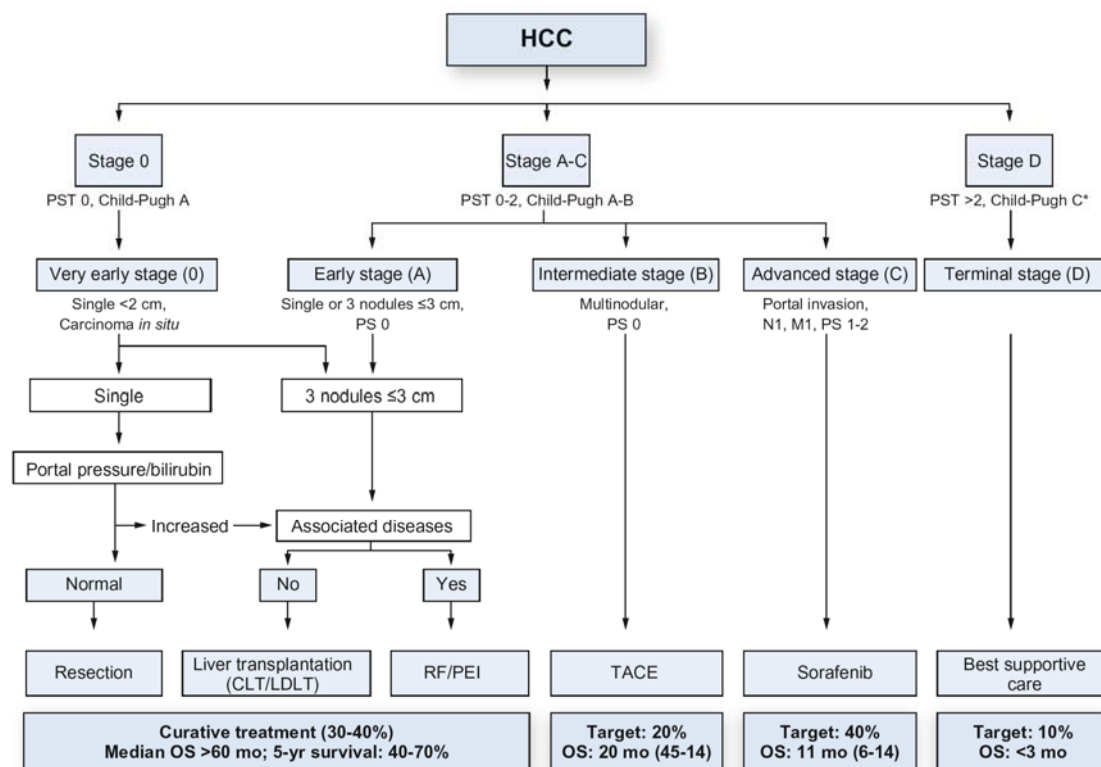 HCC
Stage 0
Stage A-C
Stage D
PST 0, Child-Pugh A
PST 0-2, Child-Pugh A-B
PST >2, Child-Pugh C*
Very early stage (0)
Early stage (A)
Intermediate stage (B)
Advanced stage (C)
Terminal stage (D)
Single <2 cm,
Carcinoma in situ
Single or 3 nodules ≤3 cm,
PS 0
Multinodular,
PS 0
Portal invasion,
N1, M1, PS 1-2
Single
3 nodules ≤3 cm
Portal pressure/bilirubin
Increased
Associated diseases
Normal
No
Yes
Resection
Liver transplantation
(CLT/LDLT)
RF/PEI
TACE
Sorafenib
Best supportive
care
Curative treatment (30-40%)
Median OS >60 mo; 5-yr survival: 40-70%
Target: 20%
OS: 20 mo (45-14)
Target: 40%
OS: 11 mo (6-14)
Target: 10%
OS: <3 mo